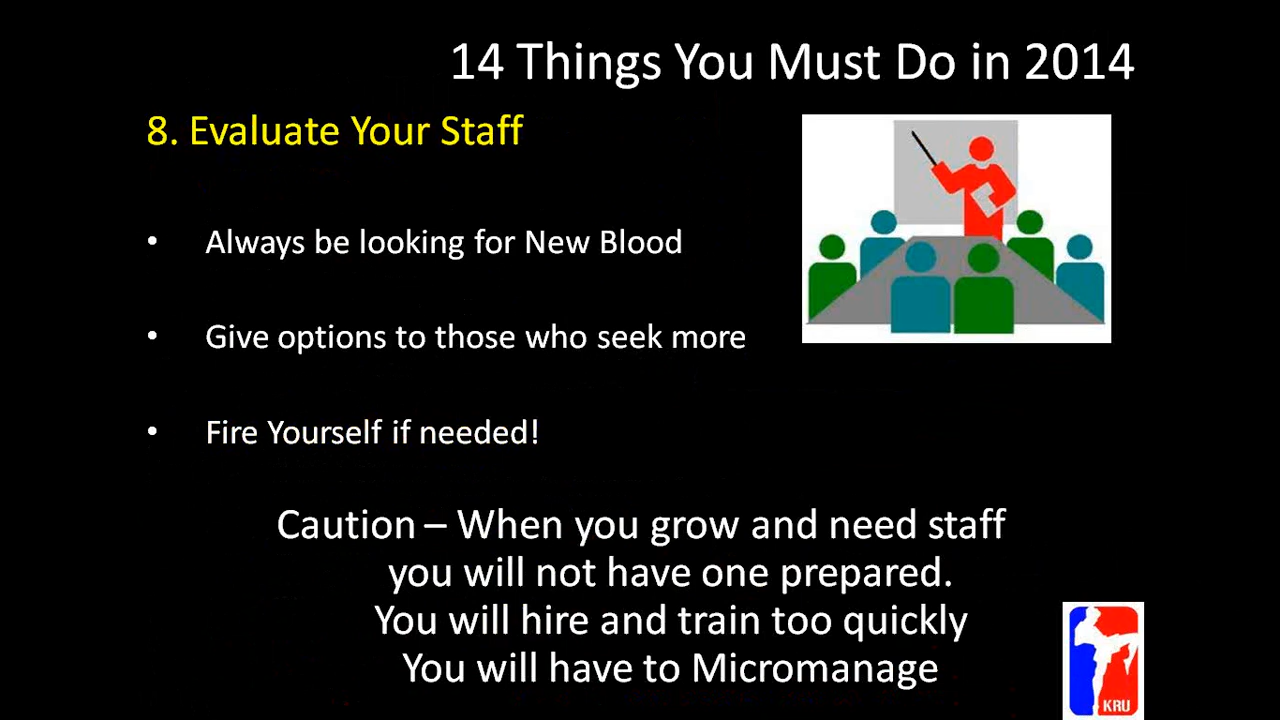 14 Things You Must Do in 2014
8. Evaluate Your Staff
• Always be looking for New Blood
• Give options to those who seek more
• Fire Yourself if needed!
Caution – When you grow and need staff
you will not have one prepared.
You will hire and train too quickly
You will have to Micromanage
KRU